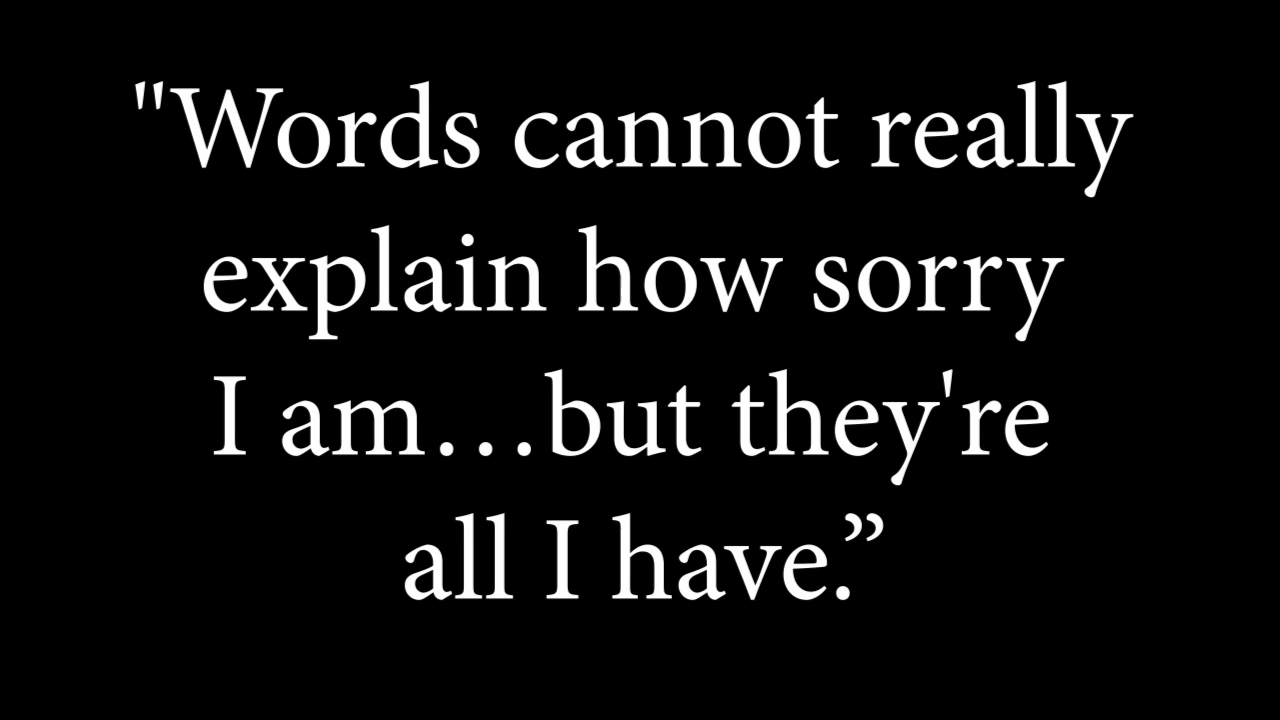 "Words cannot really
explain how sorry
I am…but they're
all I have.”